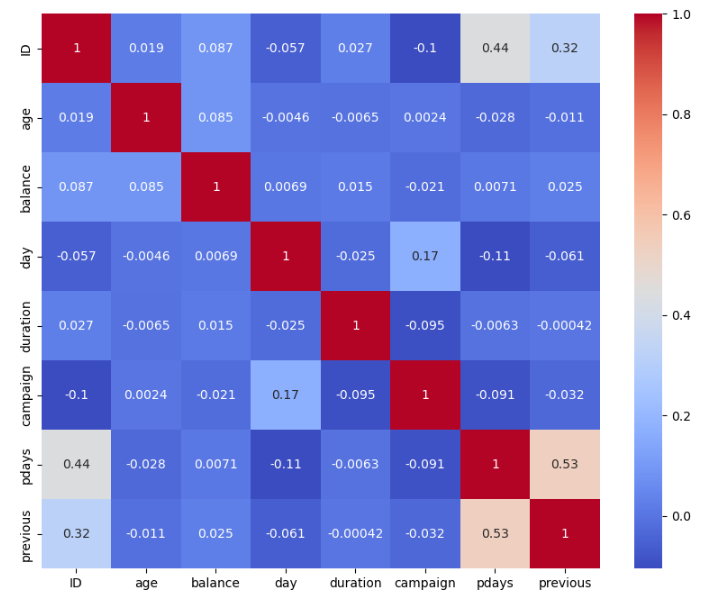 ID 1 0.019 0.087 -0.057 0.027 -0.1 0.44 0.32
age 0.019 1 0.085 -0.0046 -0.0065 0.0024 -0.028 -0.011
balance 0.087 0.085 1 0.0069 0.015 -0.021 0.0071 0.025
day -0.057 -0.0046 0.0069 1 -0.025 0.17 -0.11 -0.061
duration 0.027 -0.0065 0.015 -0.025 1 -0.095 -0.0063 -0.00042
campaign -0.1 0.0024 -0.021 0.17 -0.095 1 -0.091 -0.032
pdays 0.44 -0.028 0.0071 -0.11 -0.0063 -0.091 1 0.53
previous 0.32 -0.011 0.025 -0.061 -0.00042 -0.032 0.53 1
ID age balance day duration campaign pdays previous
1.0
0.8
0.6
0.4
0.2
0.0